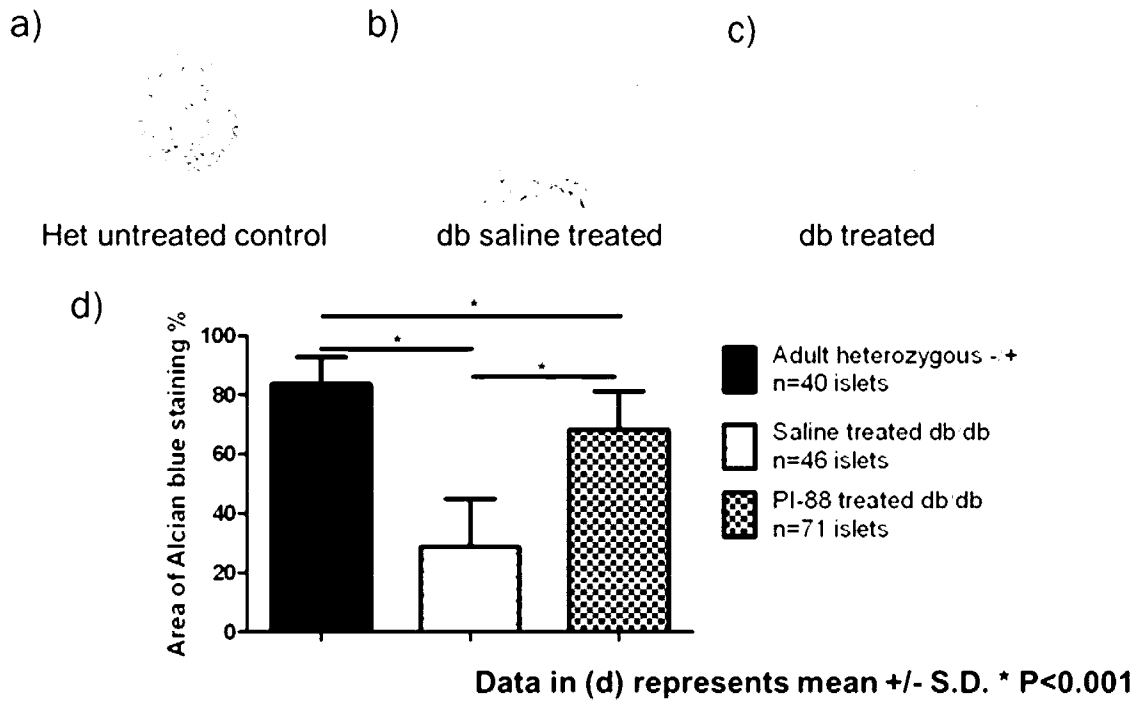 a)
b)
c)
Het untreated control
db saline treated
db treated
d)
*
*
*
Area of Alcian blue staining %
100
80
60
40
20
0
Adult heterozygous -/+
n=40 islets
Saline treated db db
n=46 islets
PI-88 treated db db
n=71 islets
Data in (d) represents mean +/- S.D. * P<0.001